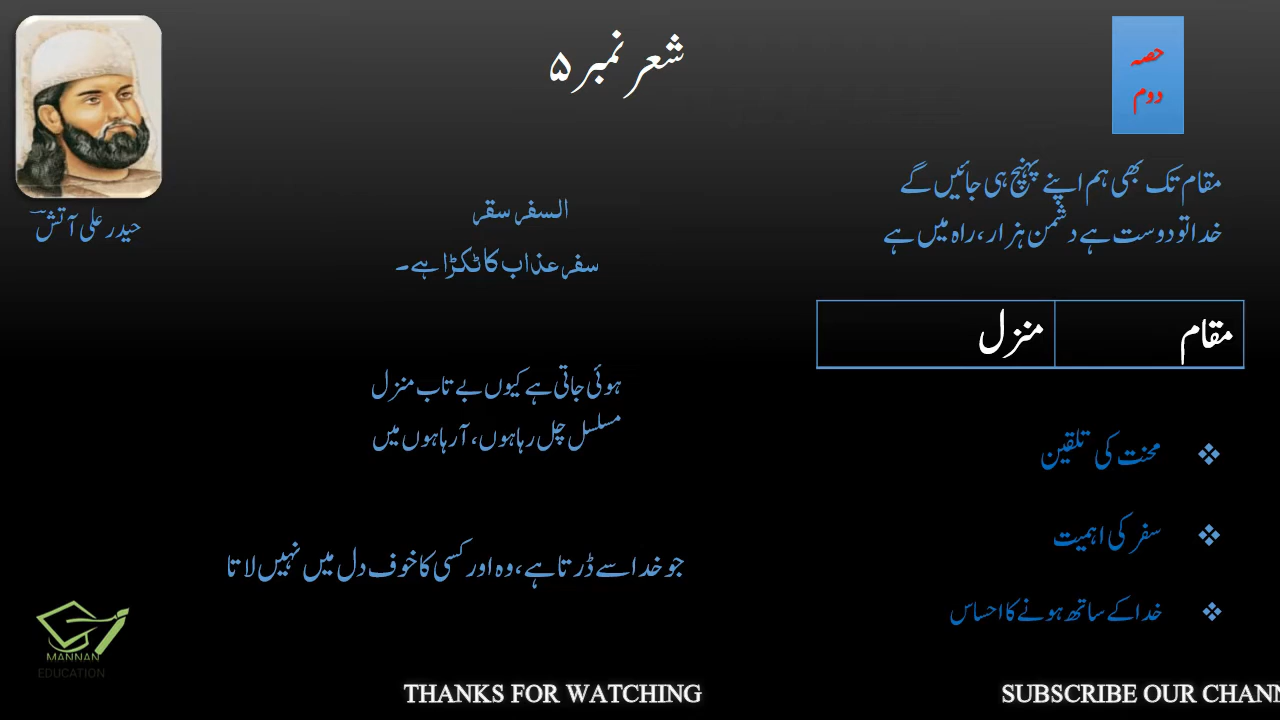 شعر نمبر ۵
حصہ
دوم
حیدر علی آتشؔ
مقام تک بھی ہم اپنے پہنچ ہی جائیں گے
خدا تو دوست ہے دشمن ہزار، راہ میں ہے
مقام
منزل
محنت کی تلقین
سفر کی اہمیت
خدا کے ساتھ ہونے کا احساس
السفر سقر
سفر عذاب کا ٹکڑا ہے۔
ہوئی جاتی ہے کیوں بے تاب منزل
مسلسل چل رہا ہوں، آ رہا ہوں میں
جو خدا سے ڈرتا ہے، وہ اور کسی کا خوف دل میں نہیں لاتا
MANNAN
EDUCATION
THANKS FOR WATCHING
SUBSCRIBE OUR CHANN